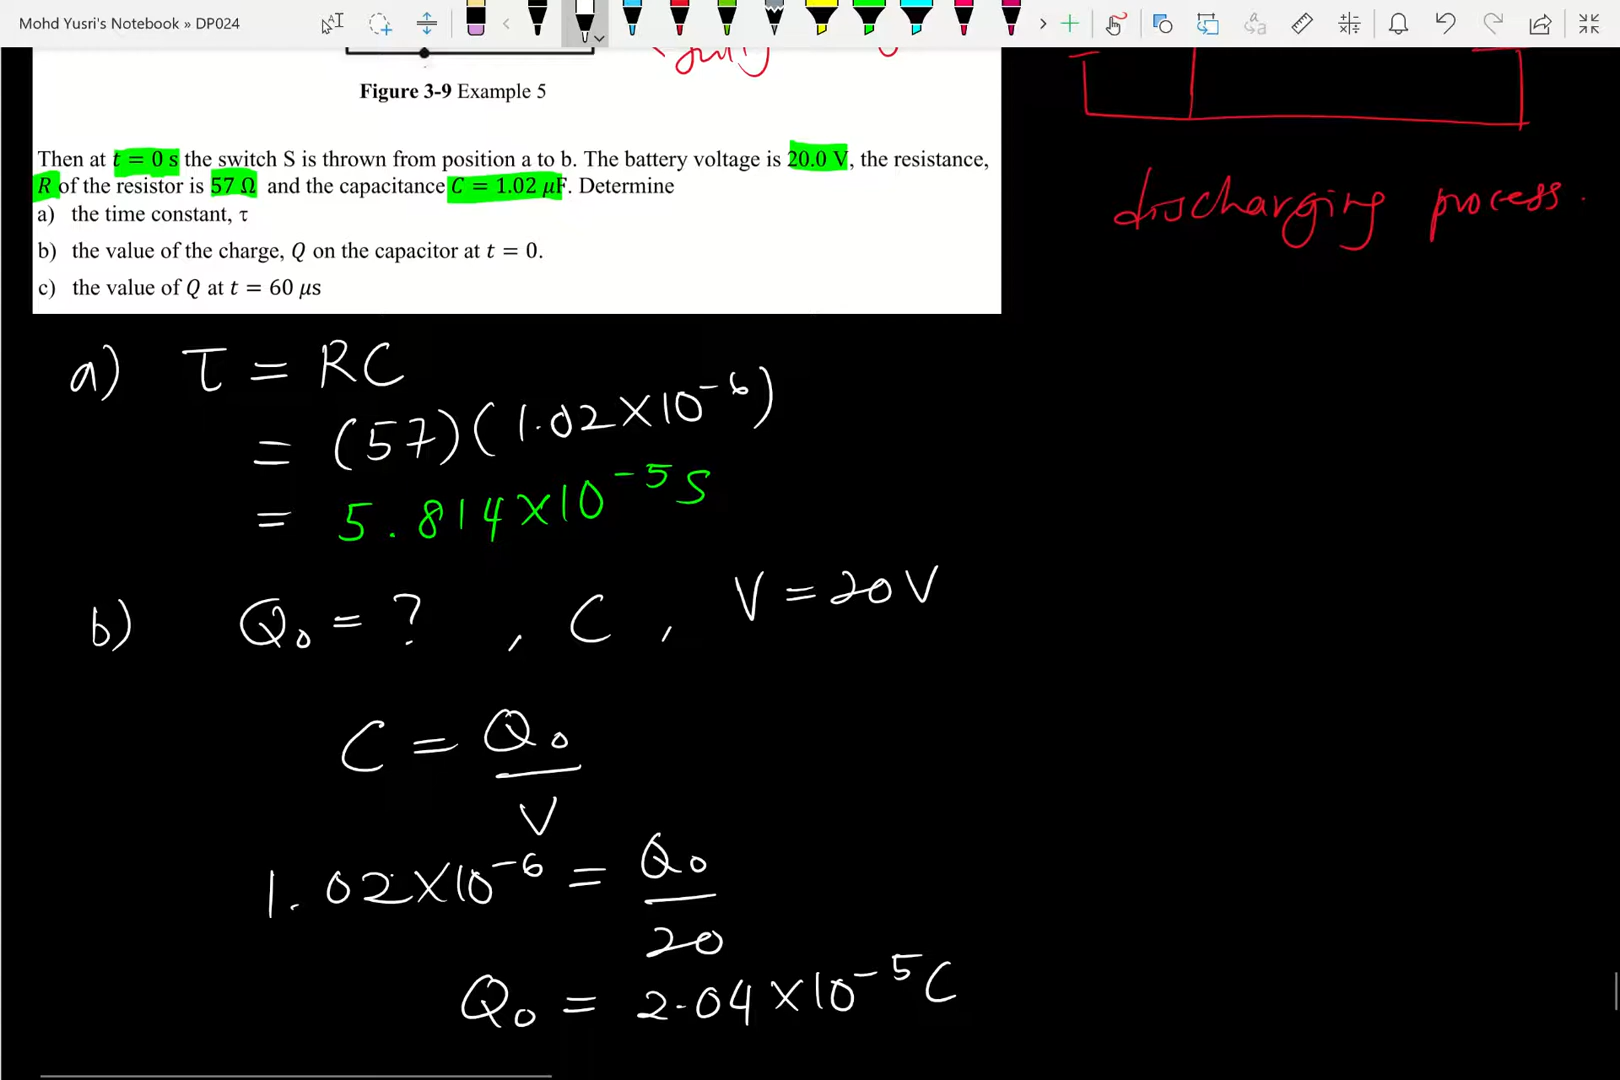 Mohd Yusri's Notebook » DP024
Figure 3-9 Example 5
Then at t = 0 s the switch S is thrown from position a to b. The battery voltage is 20.0 V, the resistance,
R of the resistor is 57 Ω and the capacitance C = 1.02 μF. Determine
a) the time constant, τ
b) the value of the charge, Q on the capacitor at t = 0.
c) the value of Q at t = 60 μs
discharging process.
a) τ = RC
= (57)(1.02×10⁻⁶)
= 5.814×10⁻⁵ s
b) Q₀ = ? , C , V = 20V
C = Q₀
V
1.02×10⁻⁶ = Q₀
20
Q₀ = 2.04×10⁻⁵ C